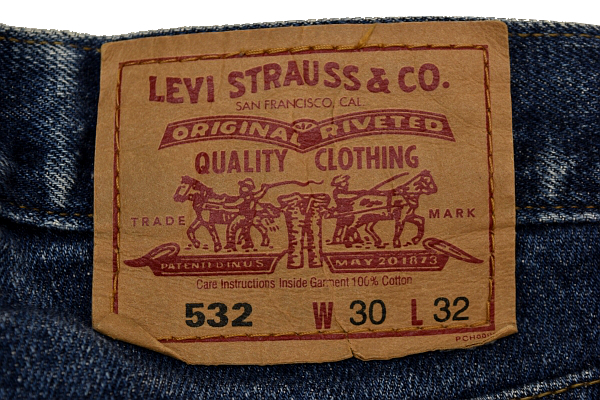 LEVI STRAUSS & CO.
SAN FRANCISCO, CAL.
ORIGINAL RIVETED
QUALITY CLOTHING
TRADE MARK
PATENTED IN U.S. MAY 20 1873
Care Instructions Inside Garment 100% Cotton
532 W 30 L 32